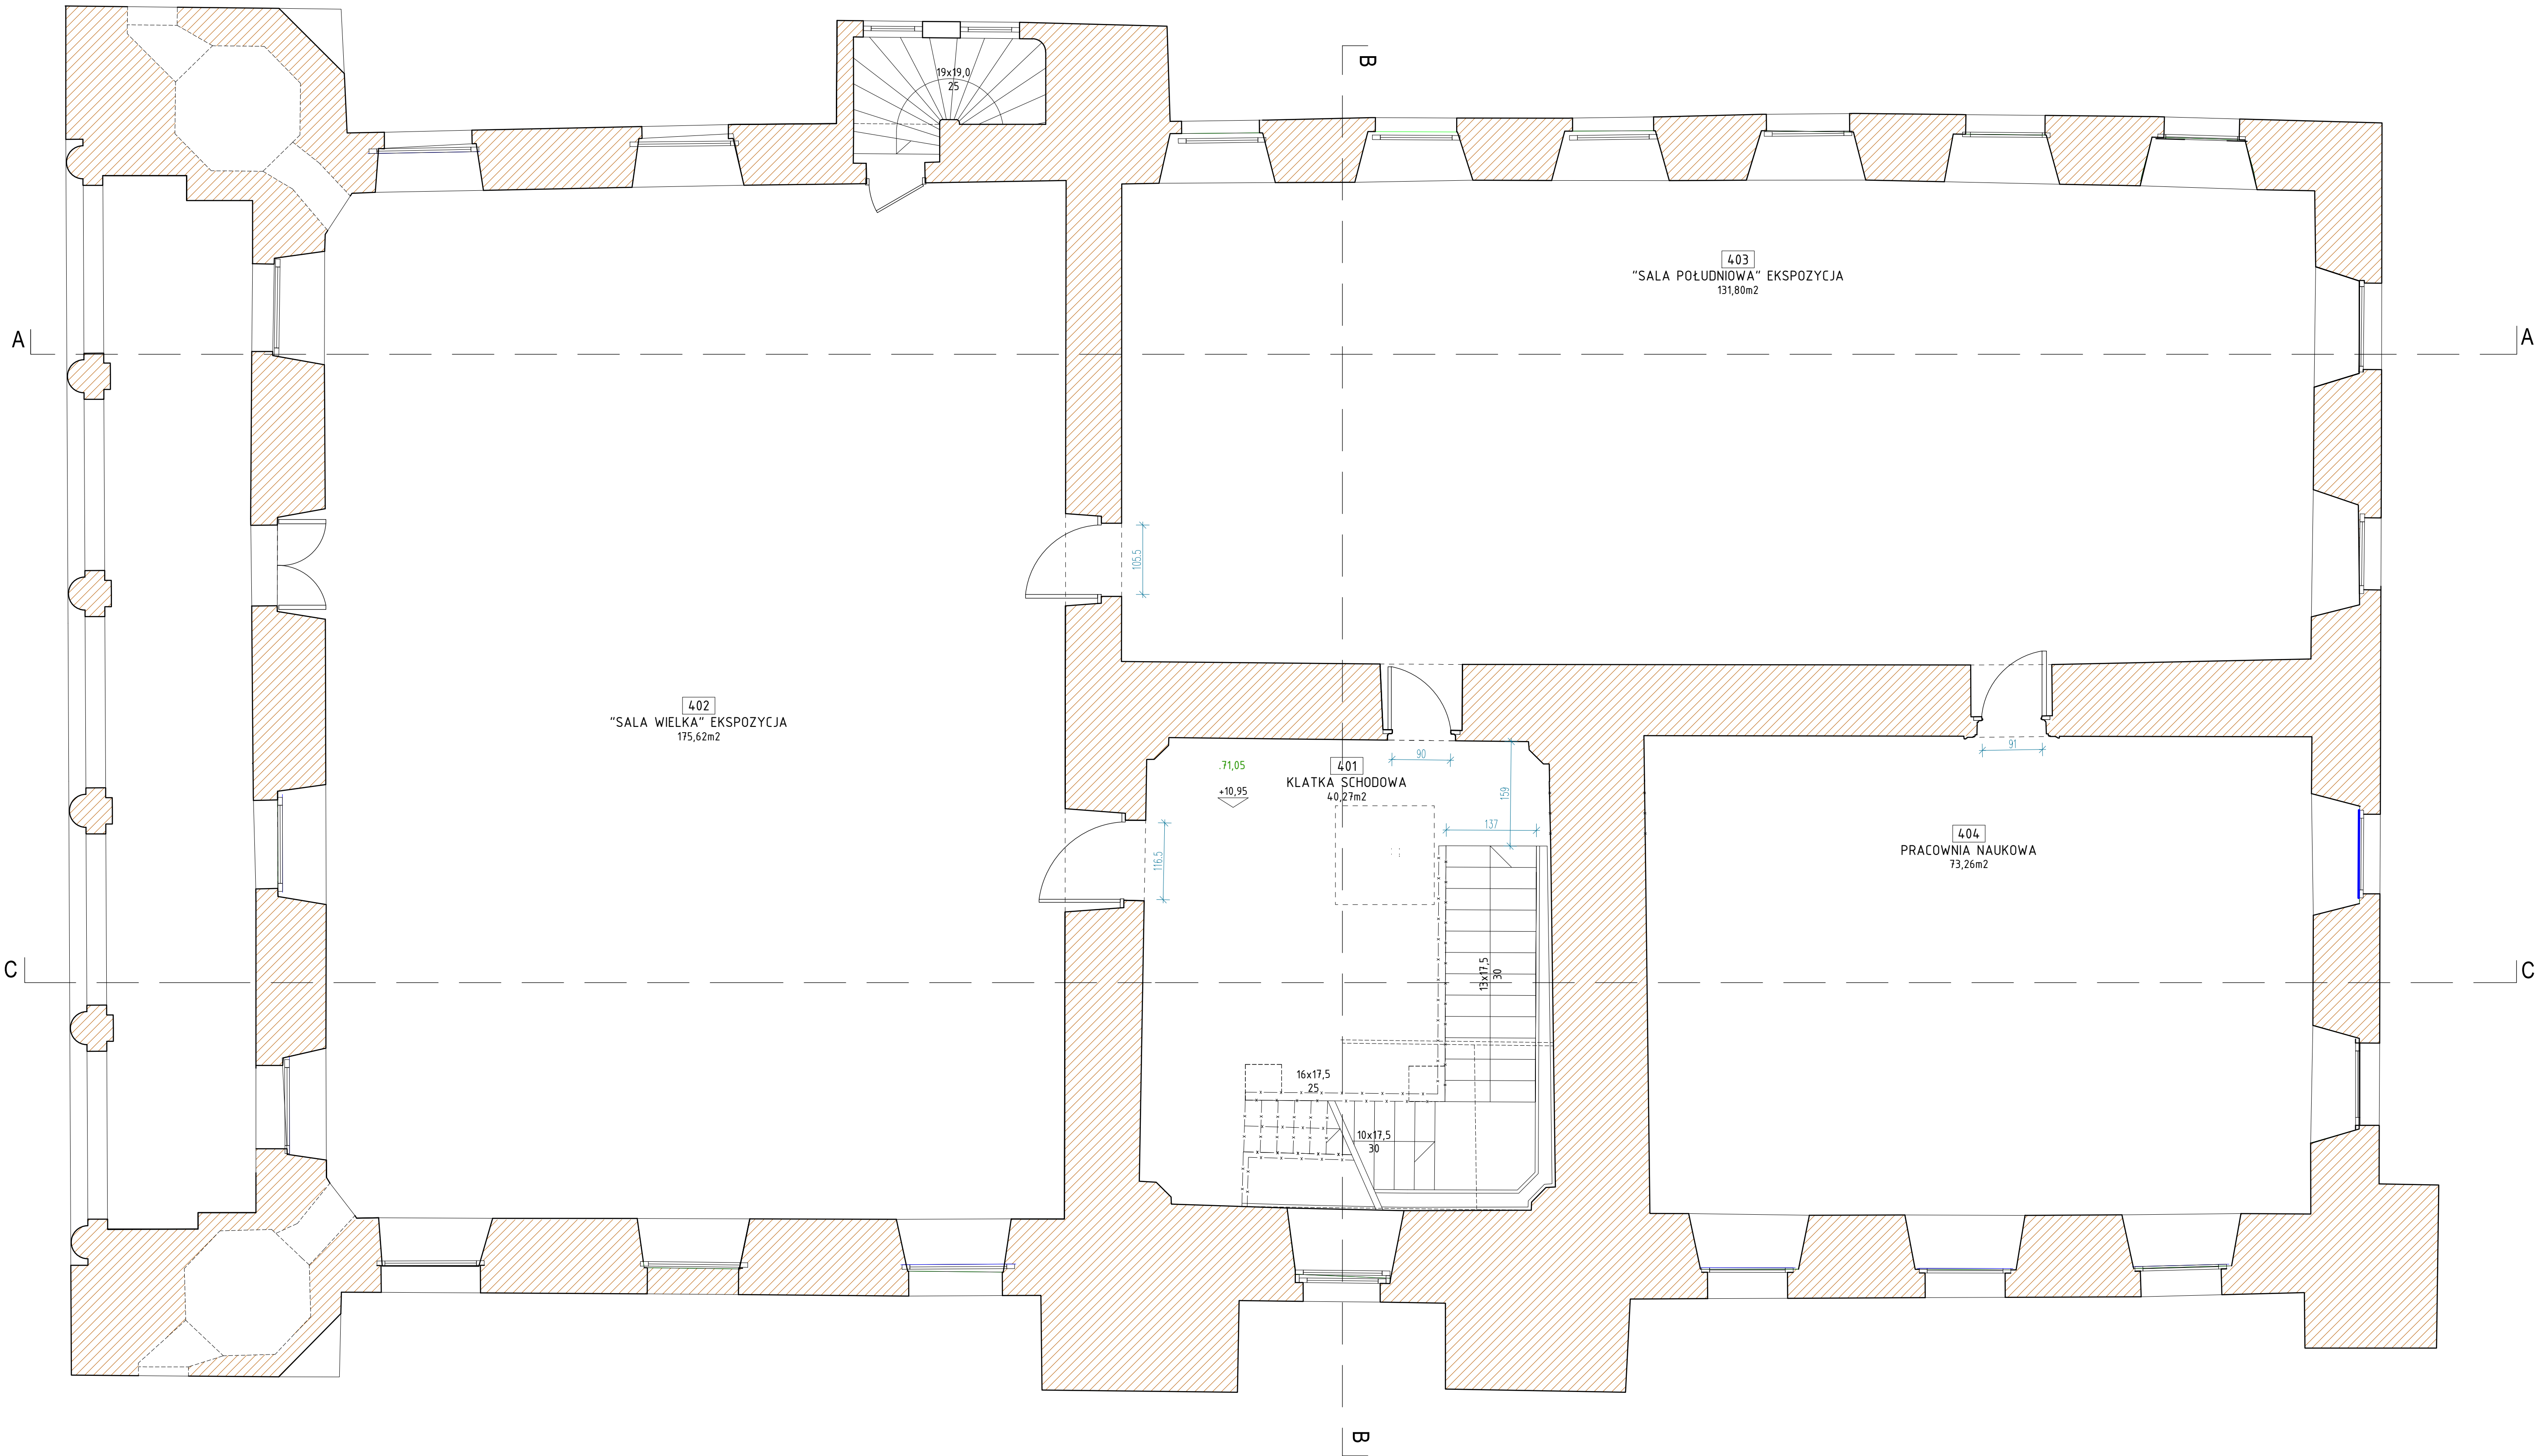 B
19x19,0
25
403
"SALA POŁUDNIOWA" EKSPOZYCJA
131,80m2
A
A
105.5
402
"SALA WIELKA" EKSPOZYCJA
175,62m2
90
91
.71,05
+10,95
401
KLATKA SCHODOWA
40,27m2
159
137
116.5
404
PRACOWNIA NAUKOWA
73,26m2
C
13x17,5
30
C
16x17,5
25
10x17,5
30
B